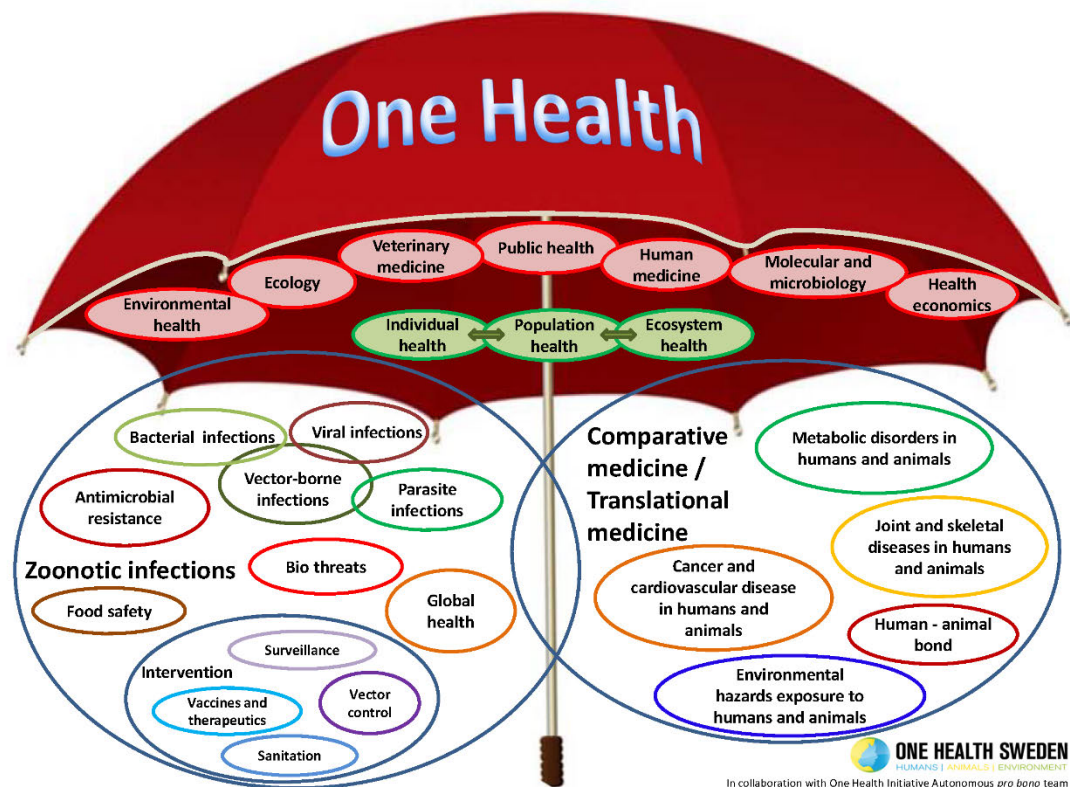 One Health
Public health
Veterinary
medicine
Human
medicine
Molecular and
microbiology
Ecology
Health
economics
Environmental
health
Individual
health
Population
health
Ecosystem
health
Bacterial infections
Viral infections
Vector-borne
infections
Parasite
infections
Antimicrobial
resistance
Zoonotic infections
Bio threats
Food safety
Global
health
Intervention
Surveillance
Vaccines and
therapeutics
Vector
control
Sanitation
Comparative
medicine /
Translational
medicine
Metabolic disorders in
humans and animals
Joint and skeletal
diseases in humans
and animals
Cancer and
cardiovascular disease
in humans and
animals
Human - animal
bond
Environmental
hazards exposure to
humans and animals
ONE HEALTH SWEDEN
HUMANS | ANIMALS | ENVIRONMENT
In collaboration with One Health Initiative Autonomous pro bono team